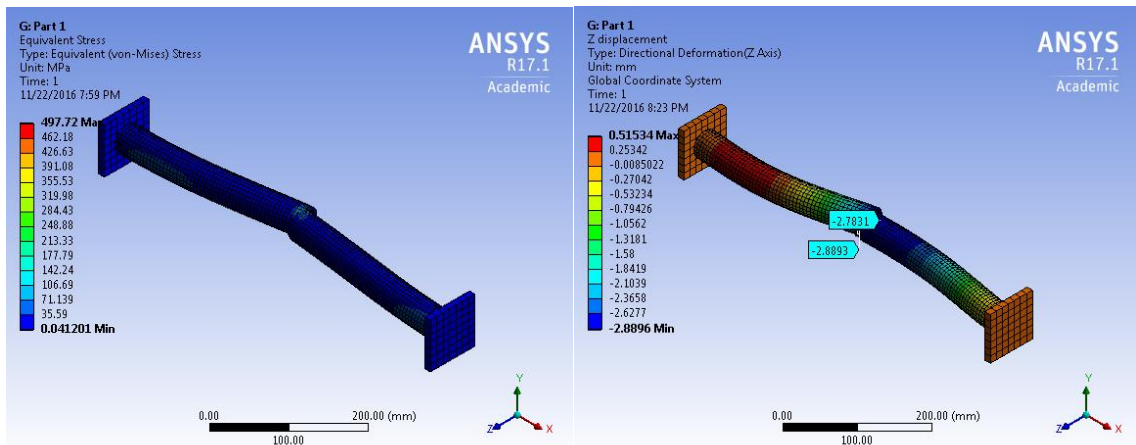 G: Part 1
Equivalent Stress
Type: Equivalent (von-Mises) Stress
Unit: MPa
Time: 1
11/22/2016 7:59 PM
ANSYS
R17.1
Academic
497.72 Max
462.18
426.63
391.08
355.53
319.98
284.43
248.88
213.33
177.79
142.24
106.69
71.139
35.59
0.041201 Min
0.00
200.00 (mm)
100.00
Y
Z
X
G: Part 1
Z displacement
Type: Directional Deformation(Z Axis)
Unit: mm
Global Coordinate System
Time: 1
11/22/2016 8:23 PM
ANSYS
R17.1
Academic
0.51534 Max
0.25342
-0.0085022
-0.27042
-0.53234
-0.79426
-1.0562
-1.3181
-1.58
-1.8419
-2.1039
-2.3658
-2.6277
-2.8896 Min
-2.7831
-2.8893
0.00
200.00 (mm)
100.00
Y
Z
X